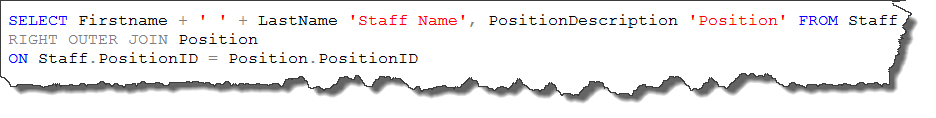 SELECT Firstname + ' ' + LastName 'Staff Name', PositionDescription 'Position' FROM Staff
RIGHT OUTER JOIN Position
ON Staff.PositionID = Position.PositionID